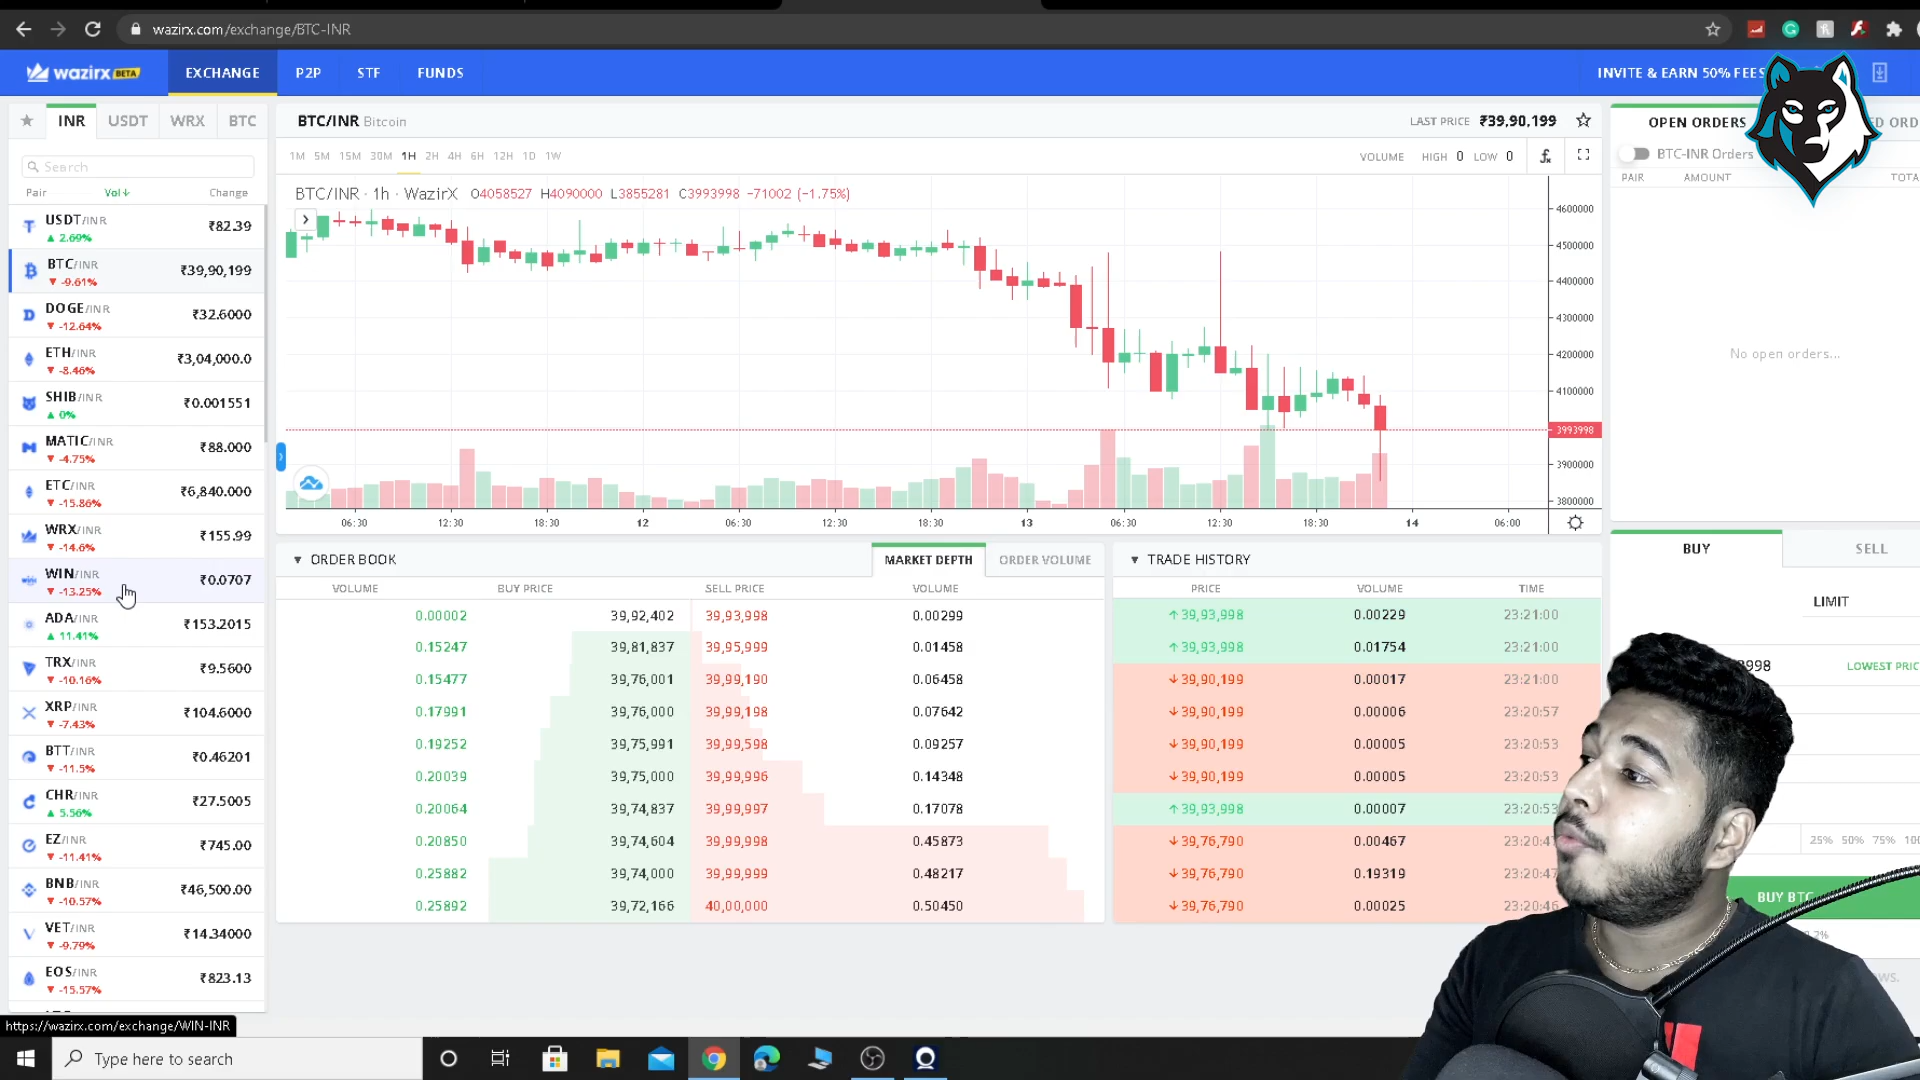 wazirx.com/exchange/BTC-INR
wazirx BETA EXCHANGE P2P STF FUNDS INVITE & EARN 50% FEES
INR USDT WRX BTC
Search
Pair Vol Change
USDT/INR ₹82.39
▲ 2.69%
BTC/INR ₹39,90,199
▼ -9.61%
DOGE/INR ₹32.6000
▼ -12.64%
ETH/INR ₹3,04,000.0
▼ -8.46%
SHIB/INR ₹0.001551
▲ 0%
MATIC/INR ₹88.000
▼ -4.75%
ETC/INR ₹6,840.000
▼ -15.86%
WRX/INR ₹155.99
▼ -14.6%
WIN/INR ₹0.0707
▼ -13.25%
ADA/INR ₹153.2015
▲ 11.41%
TRX/INR ₹9.5600
▼ -10.16%
XRP/INR ₹104.6000
▼ -7.43%
BTT/INR ₹0.46201
▼ -11.5%
CHR/INR ₹27.5005
▲ 5.56%
EZ/INR ₹745.00
▼ -11.41%
BNB/INR ₹46,500.00
▼ -10.57%
VET/INR ₹14.34000
▼ -9.79%
EOS/INR ₹823.13
▼ -15.57%
https://wazirx.com/exchange/WIN-INR
BTC/INR Bitcoin LAST PRICE ₹39,90,199
1M 5M 15M 30M 1H 2H 4H 6H 12H 1D 1W VOLUME HIGH 0 LOW 0
BTC/INR · 1h · WazirX O4058527 H4090000 L3855281 C3993998 -71002 (-1.75%)
4600000
4500000
4400000
4300000
4200000
4100000
3993998
3900000
3800000
06:30 12:30 18:30 12 06:30 12:30 18:30 13 06:30 12:30 18:30 14 06:00
ORDER BOOK MARKET DEPTH ORDER VOLUME
VOLUME BUY PRICE SELL PRICE VOLUME
0.00002 39,92,402 39,93,998 0.00299
0.15247 39,81,837 39,95,999 0.01458
0.15477 39,76,001 39,99,190 0.06458
0.17991 39,76,000 39,99,198 0.07642
0.19252 39,75,991 39,99,598 0.09257
0.20039 39,75,000 39,99,996 0.14348
0.20064 39,74,837 39,99,997 0.17078
0.20850 39,74,604 39,99,998 0.45873
0.25882 39,74,000 39,99,999 0.48217
0.25892 39,72,166 40,00,000 0.50450
TRADE HISTORY
PRICE VOLUME TIME
↑ 39,93,998 0.00229 23:21:00
↑ 39,93,998 0.01754 23:21:00
↓ 39,90,199 0.00017 23:21:00
↓ 39,90,199 0.00006 23:20:57
↓ 39,90,199 0.00005 23:20:53
↓ 39,90,199 0.00005 23:20:53
↑ 39,93,998 0.00007 23:20:53
↓ 39,76,790 0.00467 23:20:4
↓ 39,76,790 0.19319 23:20:4
↓ 39,76,790 0.00025 23:20:46
OPEN ORDERS ED ORD
BTC-INR Orders
PAIR AMOUNT TOTA
No open orders...
BUY SELL
LIMIT
3998 LOWEST PRIC
25% 50% 75% 100
BUY BTC
0.2%
ws.
Type here to search